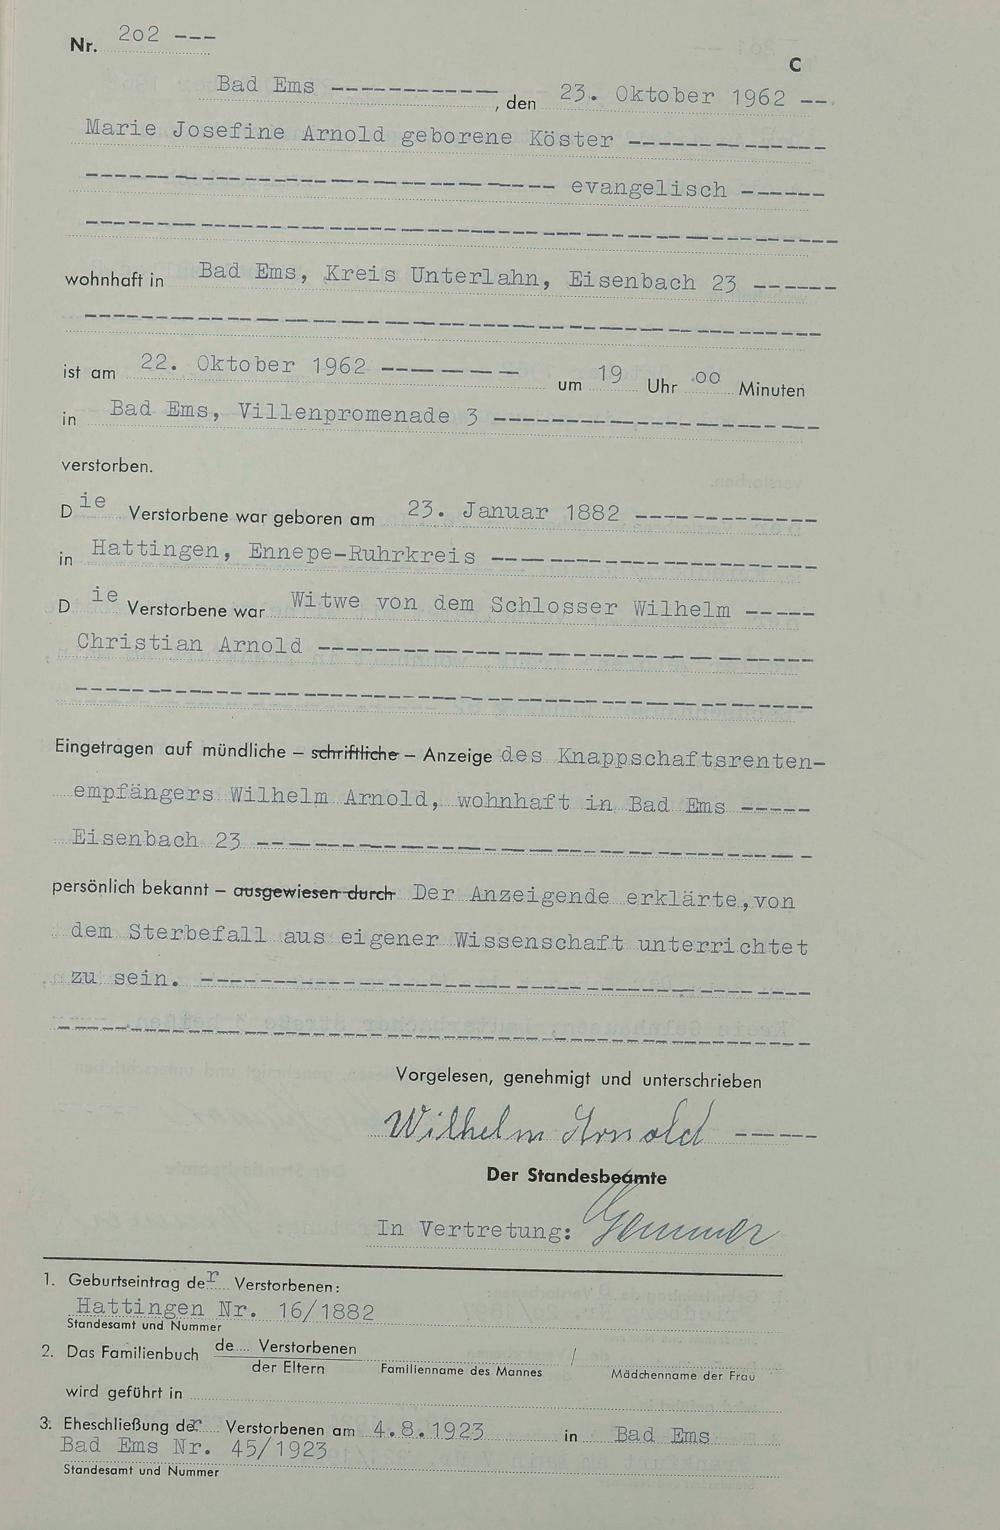 Nr. 202 ---
C
Bad Ems ------------, den 23. Oktober 1962 --
Marie Josefine Arnold geborene Köster --------------
--------------------------------- evangelisch ------
----------------------------------------------------
wohnhaft in Bad Ems, Kreis Unterlahn, Eisenbach 23 ------
----------------------------------------------------
ist am 22. Oktober 1962 ---------- um 19 Uhr 00 Minuten
in Bad Ems, Villenpromenade 3 -----------------------
verstorben.
Die Verstorbene war geboren am 23. Januar 1882 -------------
in Hattingen, Ennepe-Ruhrkreis -----------------------
Die Verstorbene war Witwe von dem Schlosser Wilhelm -----
Christian Arnold -----------------------------------
----------------------------------------------------
Eingetragen auf mündliche – schriftliche – Anzeige des Knappschaftsrenten-
empfängers Wilhelm Arnold, wohnhaft in Bad Ems -----
Eisenbach 23 ---------------------------------------
persönlich bekannt – ausgewiesen durch Der Anzeigende erklärte,von
dem Sterbefall aus eigener Wissenschaft unterrichtet
zu sein. -------------------------------------------
----------------------------------------------------
Vorgelesen, genehmigt und unterschrieben
Wilhelm Arnold ------
Der Standesbeamte
In Vertretung: Gemmer
1. Geburtseintrag der Verstorbenen:
Hattingen Nr. 16/1882
Standesamt und Nummer
2. Das Familienbuch de.... Verstorbenen /
der Eltern Familienname des Mannes Mädchenname der Frau
wird geführt in
3. Eheschließung der Verstorbenen am 4.8.1923 in Bad Ems
Bad Ems Nr. 45/1923
Standesamt und Nummer